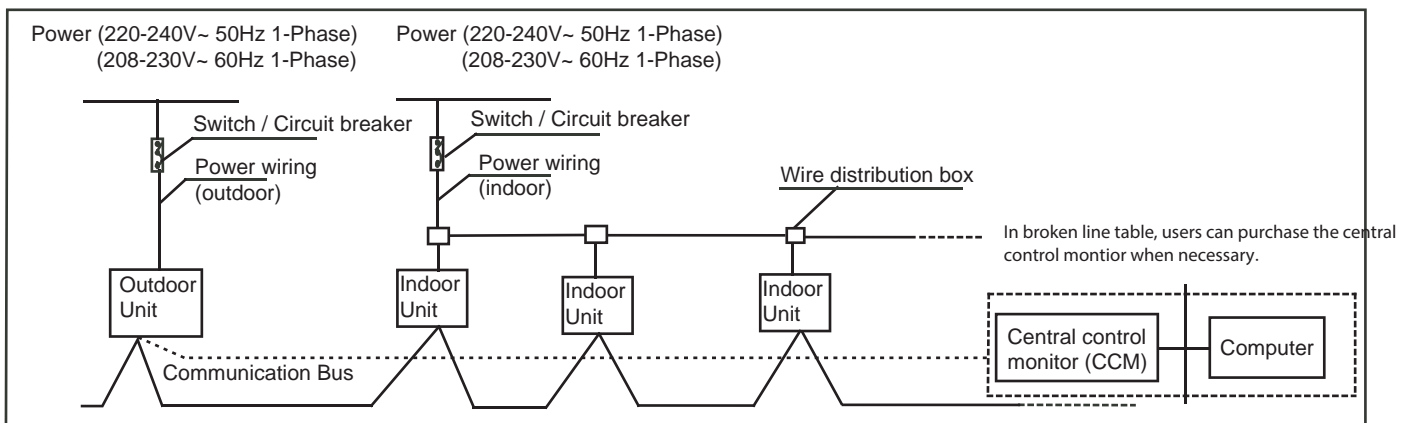 Power (220-240V~ 50Hz 1-Phase)
(208-230V~ 60Hz 1-Phase)
Power (220-240V~ 50Hz 1-Phase)
(208-230V~ 60Hz 1-Phase)
Switch / Circuit breaker
Power wiring
(outdoor)
Switch / Circuit breaker
Power wiring
(indoor)
Wire distribution box
In broken line table, users can purchase the central
control montior when necessary.
Outdoor
Unit
Indoor
Unit
Indoor
Unit
Indoor
Unit
Communication Bus
Central control
monitor (CCM)
Computer